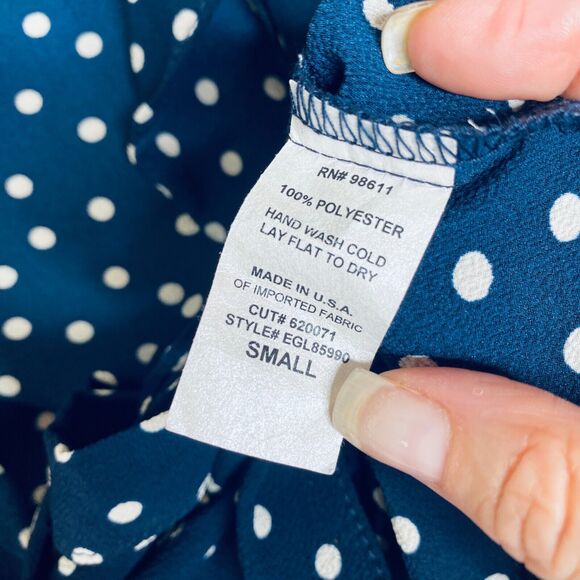 RN# 98611
100% POLYESTER
HAND WASH COLD
LAY FLAT TO DRY
MADE IN U.S.A.
OF IMPORTED FABRIC
CUT# 620071
STYLE# EGL85990
SMALL